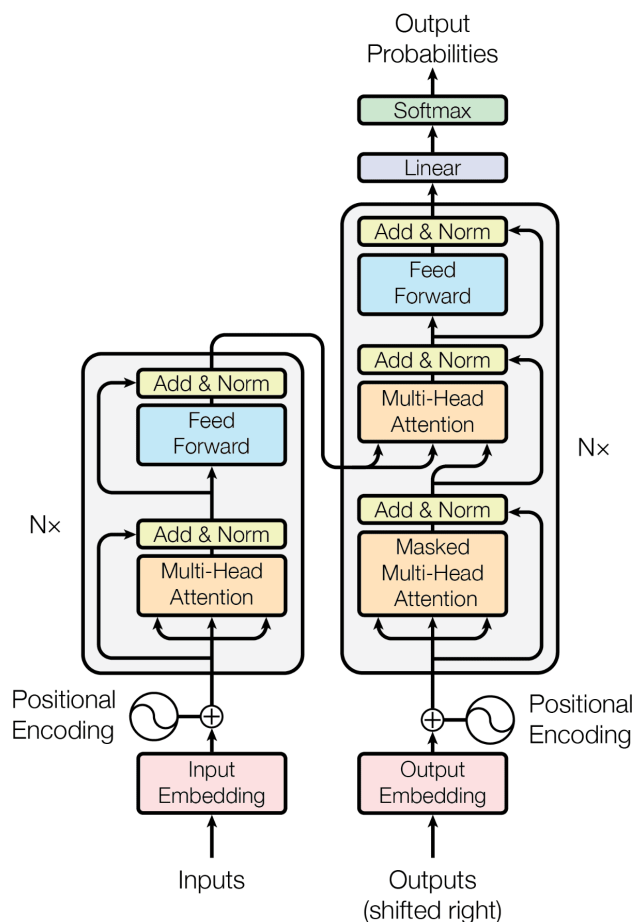 Output
Probabilities
Softmax
Linear
Add & Norm
Feed
Forward
Add & Norm
Multi-Head
Attention
Add & Norm
Masked
Multi-Head
Attention
N×
Add & Norm
Feed
Forward
Add & Norm
Multi-Head
Attention
N×
Positional
Encoding
Positional
Encoding
Input
Embedding
Output
Embedding
Inputs
Outputs
(shifted right)